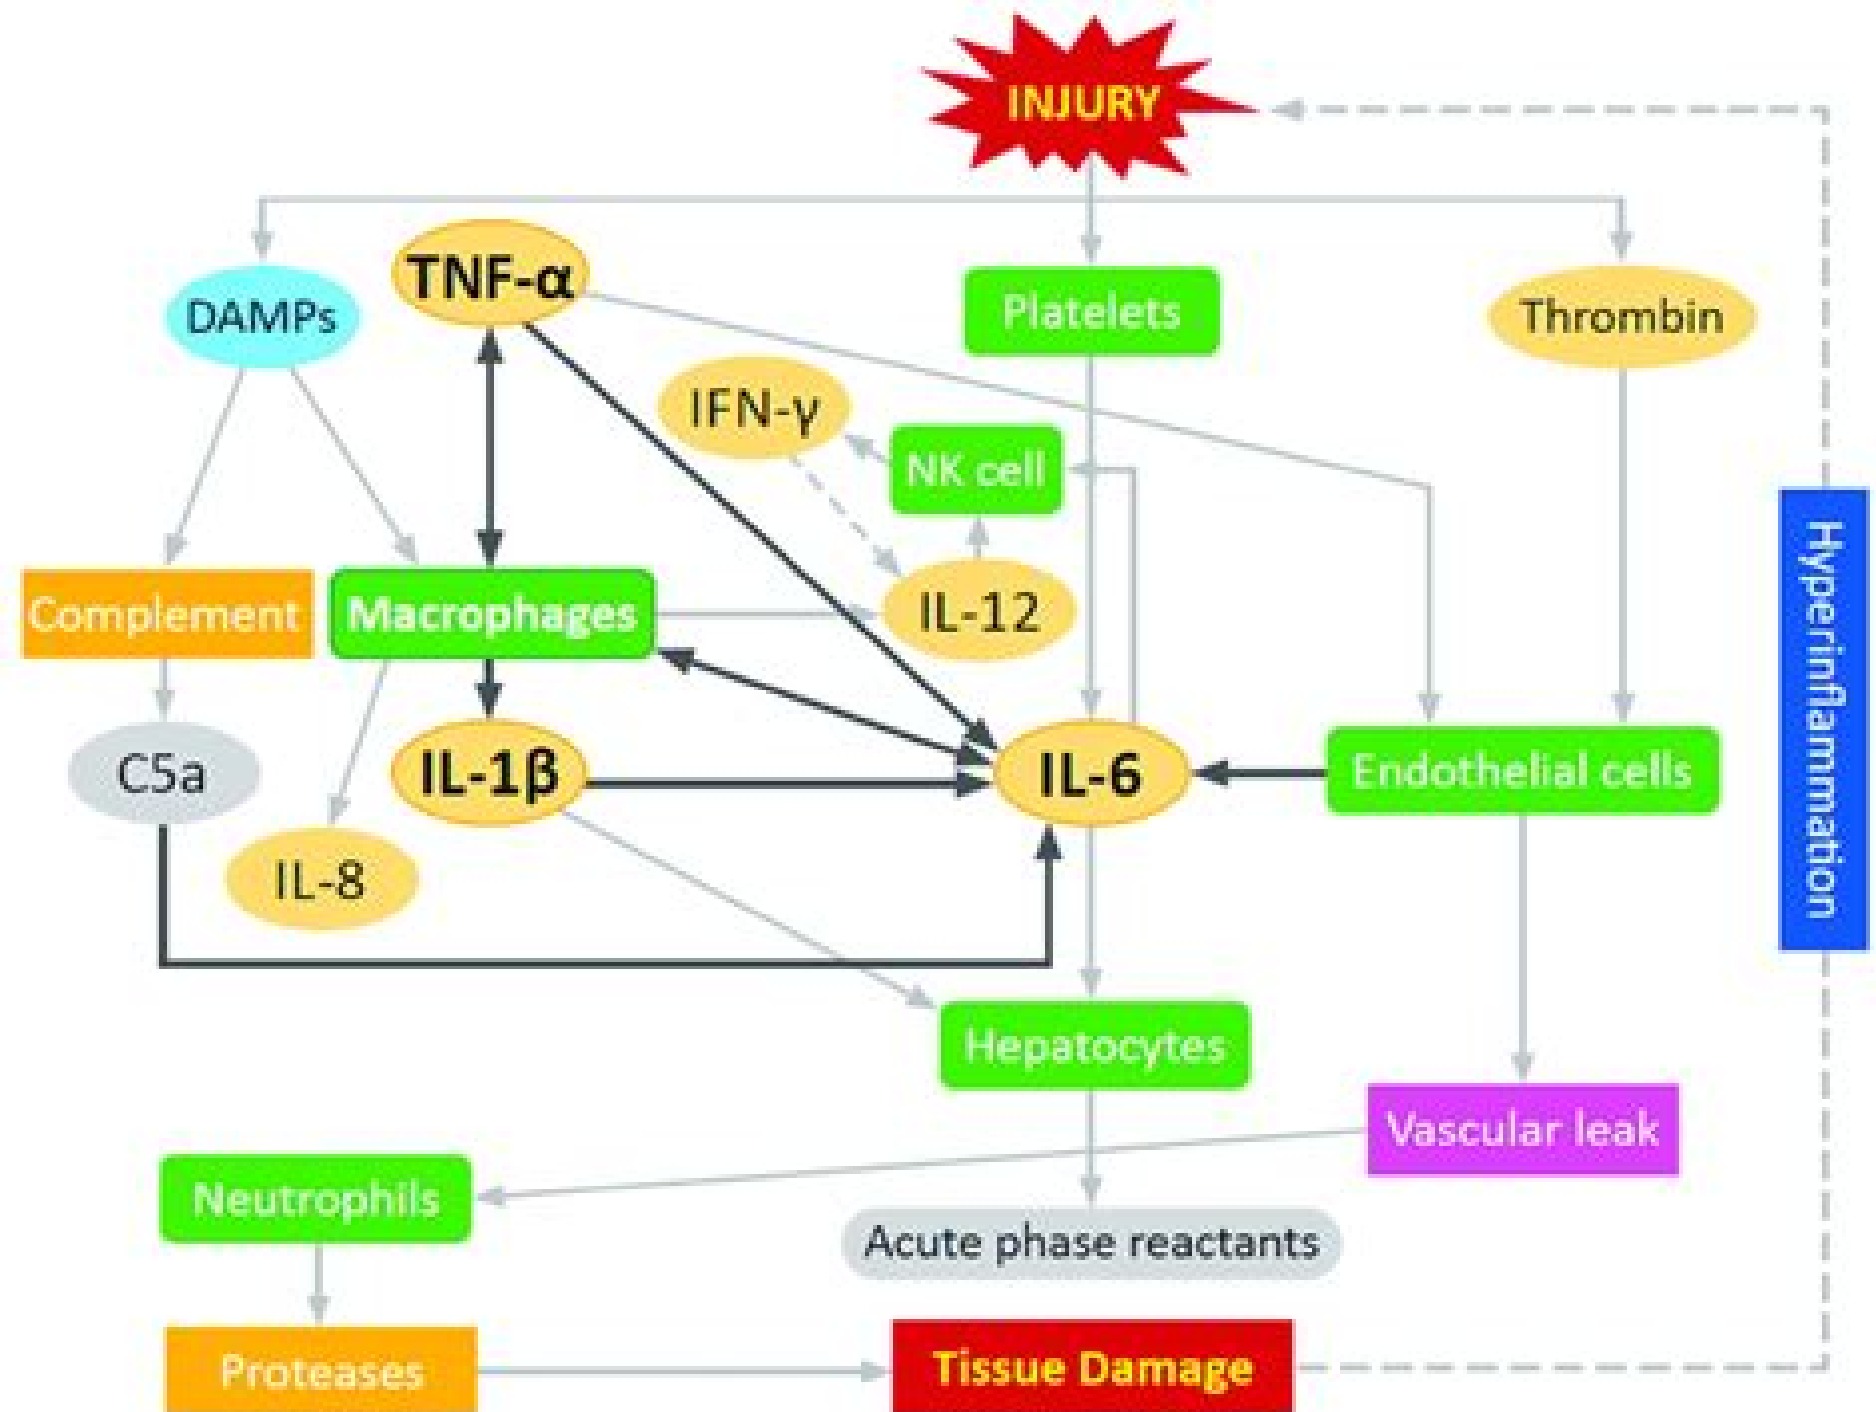 INJURY
DAMPs
TNF-α
Platelets
Thrombin
IFN-γ
NK cell
Complement
Macrophages
IL-12
Hyperinflammation
C5a
IL-1β
IL-6
Endothelial cells
IL-8
Hepatocytes
Vascular leak
Neutrophils
Acute phase reactants
Proteases
Tissue Damage